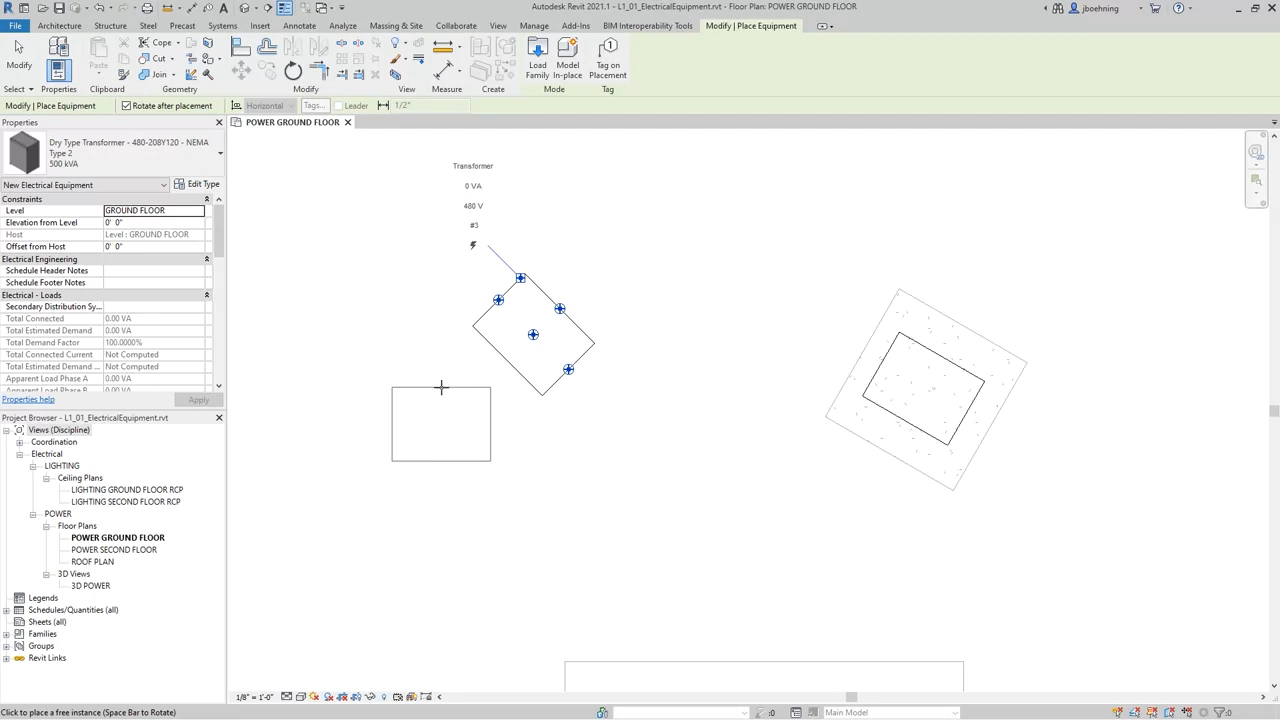 Autodesk Revit 2021.1 - L1_01_ElectricalEquipment.rvt - Floor Plan: POWER GROUND FLOOR
jboehning
File Architecture Structure Steel Precast Systems Insert Annotate Analyze Massing & Site Collaborate View Manage Add-Ins BIM Interoperability Tools Modify | Place Equipment
Modify
Paste
Cope
Cut
Join
Load Family
Model In-place
Tag on Placement
Select Properties Clipboard Geometry Modify View Measure Create Mode Tag
Modify | Place Equipment Rotate after placement Horizontal Tags... Leader 1/2"
Properties
POWER GROUND FLOOR
Dry Type Transformer - 480-208Y120 - NEMA
Type 2
500 kVA
New Electrical Equipment Edit Type
Constraints
Level GROUND FLOOR
Elevation from Level 0' 0"
Host Level : GROUND FLOOR
Offset from Host 0' 0"
Electrical Engineering
Schedule Header Notes
Schedule Footer Notes
Electrical - Loads
Secondary Distribution Sy...
Total Connected 0.00 VA
Total Estimated Demand 0.00 VA
Total Demand Factor 100.0000%
Total Connected Current Not Computed
Total Estimated Demand ... Not Computed
Apparent Load Phase A 0.00 VA
Apparent Load Phase B 0.00 VA
Properties help Apply
Transformer
0 VA
480 V
#3
Project Browser - L1_01_ElectricalEquipment.rvt
Views (Discipline)
Coordination
Electrical
LIGHTING
Ceiling Plans
LIGHTING GROUND FLOOR RCP
LIGHTING SECOND FLOOR RCP
POWER
Floor Plans
POWER GROUND FLOOR
POWER SECOND FLOOR
ROOF PLAN
3D Views
3D POWER
Legends
Schedules/Quantities (all)
Sheets (all)
Families
Groups
Revit Links
1/8" = 1'-0"
Click to place a free instance (Space Bar to Rotate)
:0
Main Model
:0